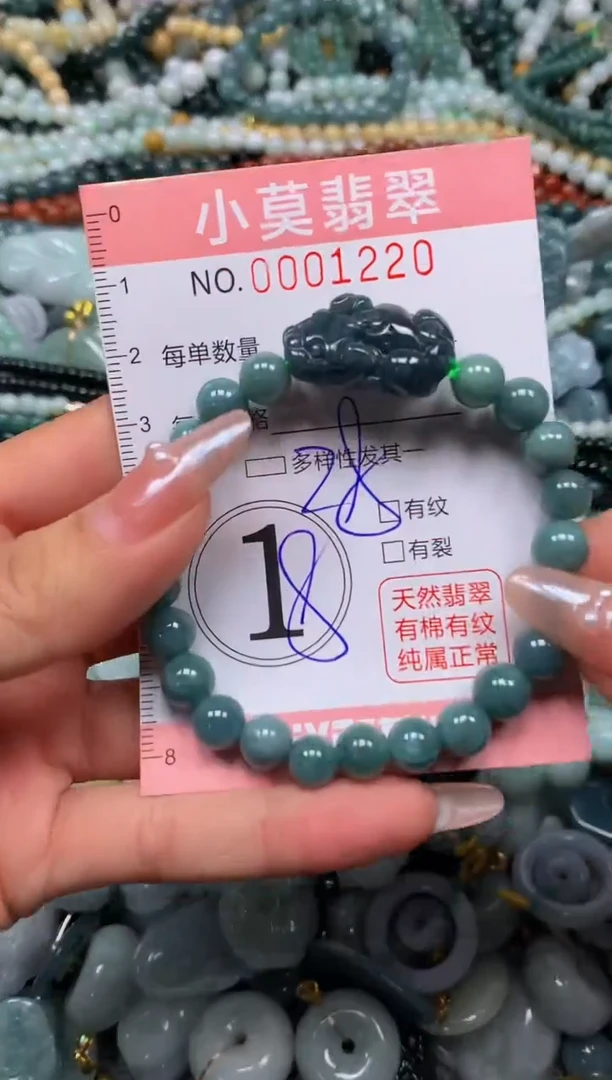 0
小莫翡翠
1
NO.0001220
2
每单数量
3
格
多样性发其一
28
有纹
有裂
1
8
天然翡翠
有棉有纹
纯属正常
8